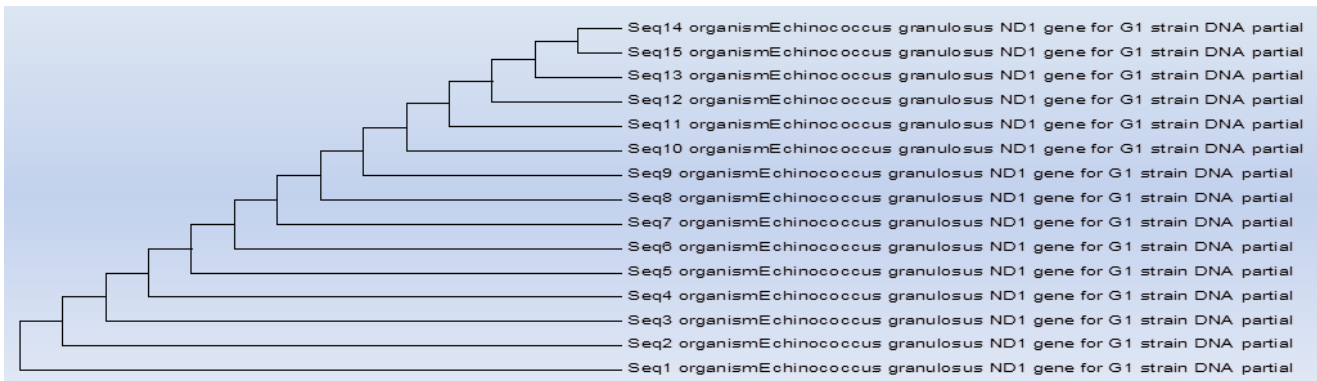 Seq14 organismEchinococcus granulosus ND1 gene for G1 strain DNA partial
Seq15 organismEchinococcus granulosus ND1 gene for G1 strain DNA partial
Seq13 organismEchinococcus granulosus ND1 gene for G1 strain DNA partial
Seq12 organismEchinococcus granulosus ND1 gene for G1 strain DNA partial
Seq11 organismEchinococcus granulosus ND1 gene for G1 strain DNA partial
Seq10 organismEchinococcus granulosus ND1 gene for G1 strain DNA partial
Seq9 organismEchinococcus granulosus ND1 gene for G1 strain DNA partial
Seq8 organismEchinococcus granulosus ND1 gene for G1 strain DNA partial
Seq7 organismEchinococcus granulosus ND1 gene for G1 strain DNA partial
Seq6 organismEchinococcus granulosus ND1 gene for G1 strain DNA partial
Seq5 organismEchinococcus granulosus ND1 gene for G1 strain DNA partial
Seq4 organismEchinococcus granulosus ND1 gene for G1 strain DNA partial
Seq3 organismEchinococcus granulosus ND1 gene for G1 strain DNA partial
Seq2 organismEchinococcus granulosus ND1 gene for G1 strain DNA partial
Seq1 organismEchinococcus granulosus ND1 gene for G1 strain DNA partial